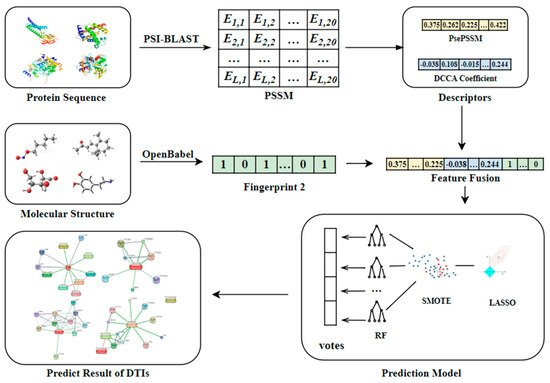 Protein Sequence
PSI-BLAST
E1,1 E1,2 ... E1,20
E2,1 E2,2 ... E2,20
... ... ... ...
EL,1 EL,2 ... EL,20
PSSM
0.375 0.262 0.225 ... 0.422
PsePSSM
-0.038 0.108 -0.015 ... 0.244
DCCA Coefficient
Descriptors
Molecular Structure
OpenBabel
1 0 1 ... 0 1
Fingerprint 2
0.375 ... 0.225 -0.038 ... 0.244 1 ... 0
Feature Fusion
Predict Result of DTIs
votes
...
RF
SMOTE
LASSO
Prediction Model